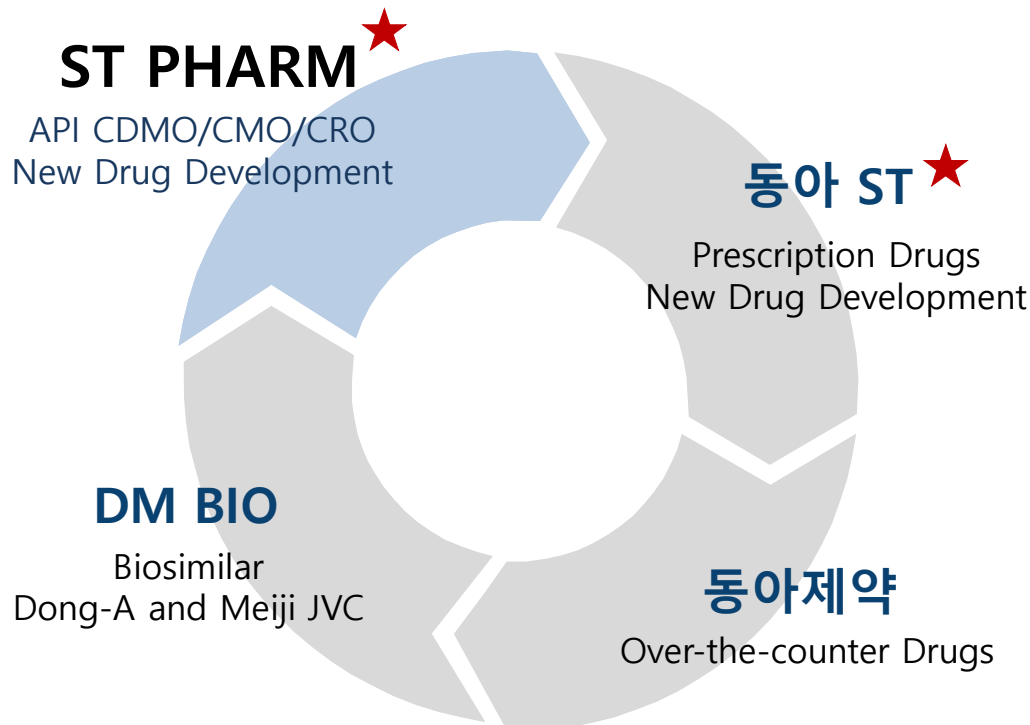 ST PHARM
API CDMO/CMO/CRO
New Drug Development
동아 ST
Prescription Drugs
New Drug Development
DM BIO
Biosimilar
Dong-A and Meiji JVC
동아제약
Over-the-counter Drugs